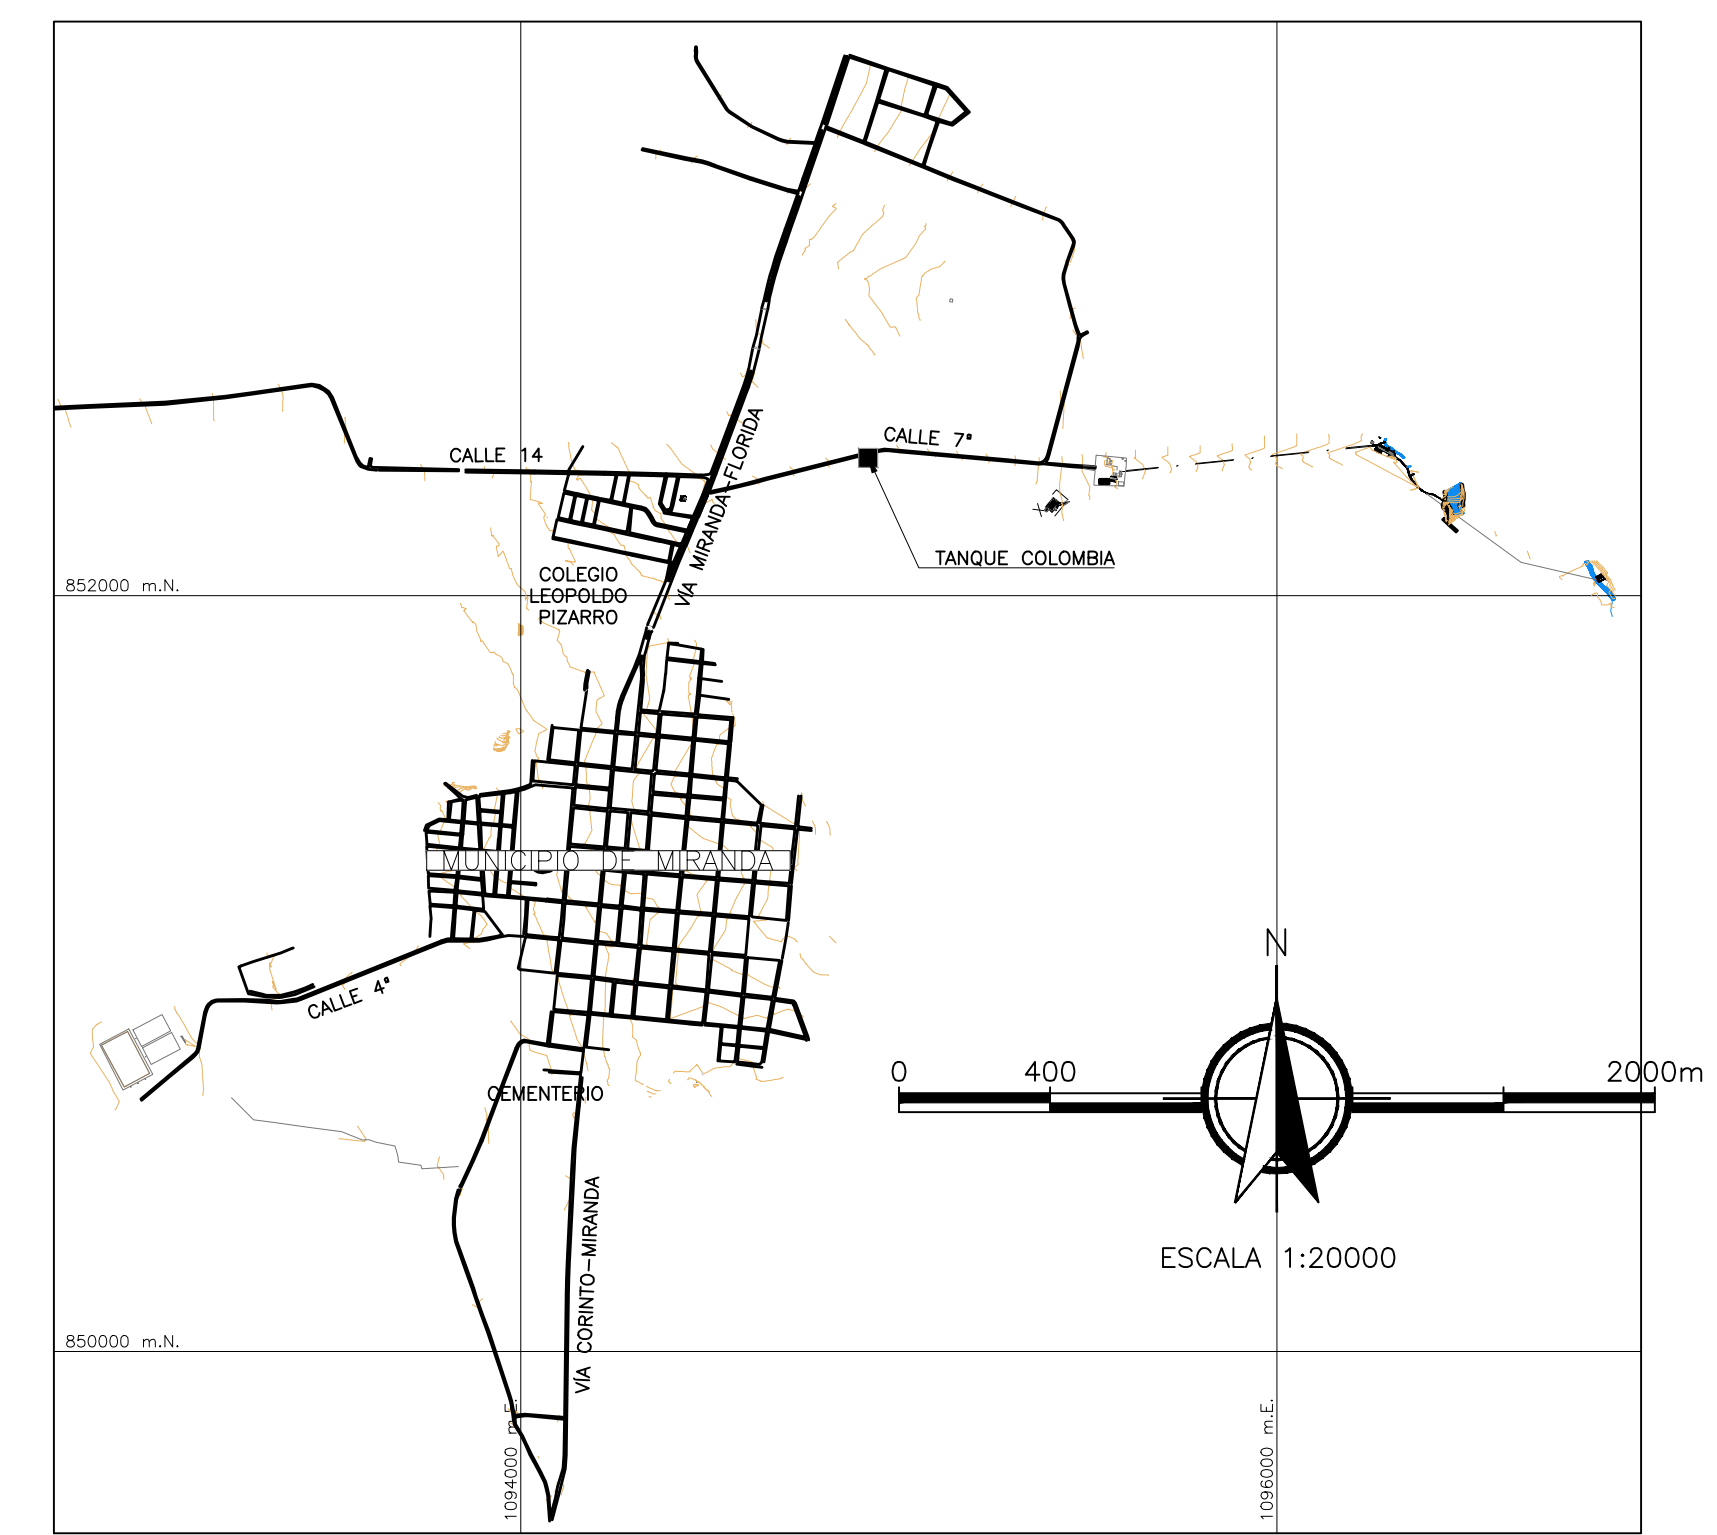 VÍA MIRANDA-FLORIDA
CALLE 7ª
CALLE 14
TANQUE COLOMBIA
COLEGIO
LEOPOLDO
PIZARRO
852000 m.N.
MUNICIPIO DE MIRANDA
N
CALLE 4ª
0 400 2000m
CEMENTERIO
VÍA CORINTO-MIRANDA
ESCALA 1:20000
850000 m.N.
1094000 m.E.
1096000 m.E.